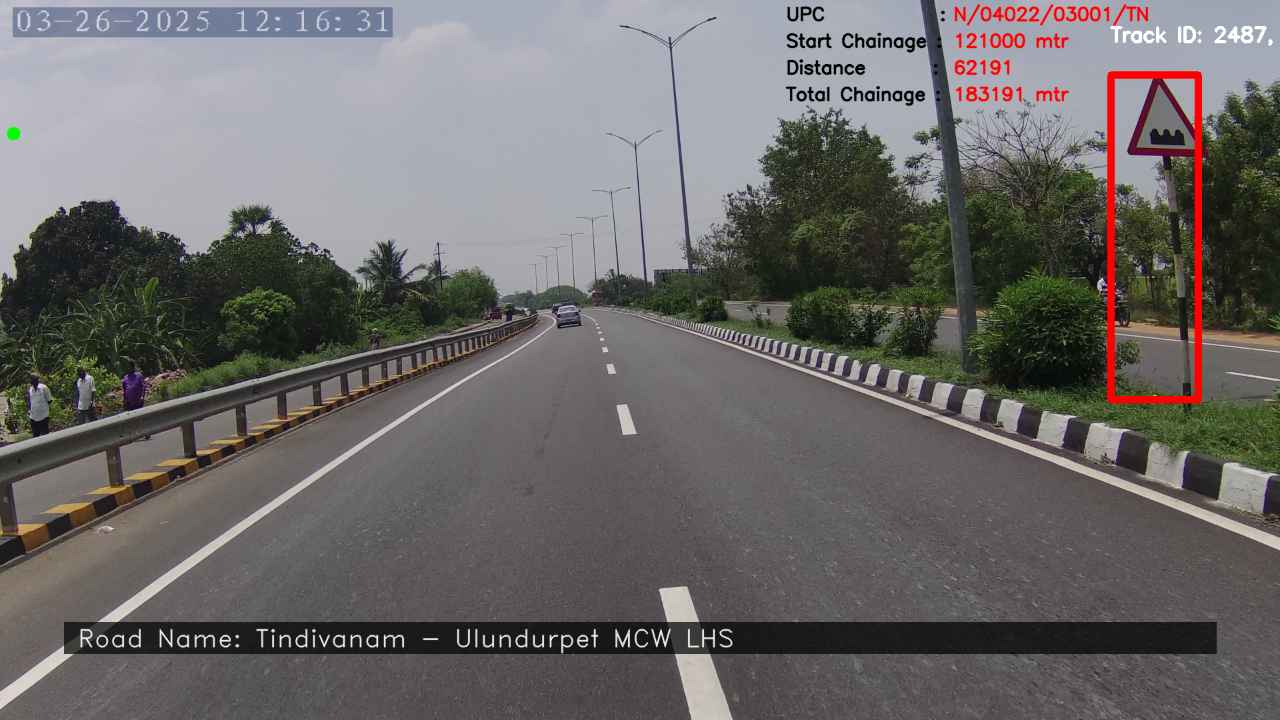 03-26-2025 12:16:31
UPC : N/04022/03001/TN
Start Chainage : 121000 mtr
Distance : 62191
Total Chainage : 183191 mtr
Track ID: 2487,
Road Name: Tindivanam - Ulundurpet MCW LHS